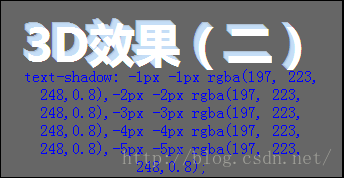 3D效果（二）
text-shadow: -1px -1px rgba(197, 223,
248,0.8),-2px -2px rgba(197, 223,
248,0.8),-3px -3px rgba(197, 223,
248,0.8),-4px -4px rgba(197, 223,
248,0.8),-5px -5px rgba(197, 223,
248,0.8);
http://blog.csdn.net/